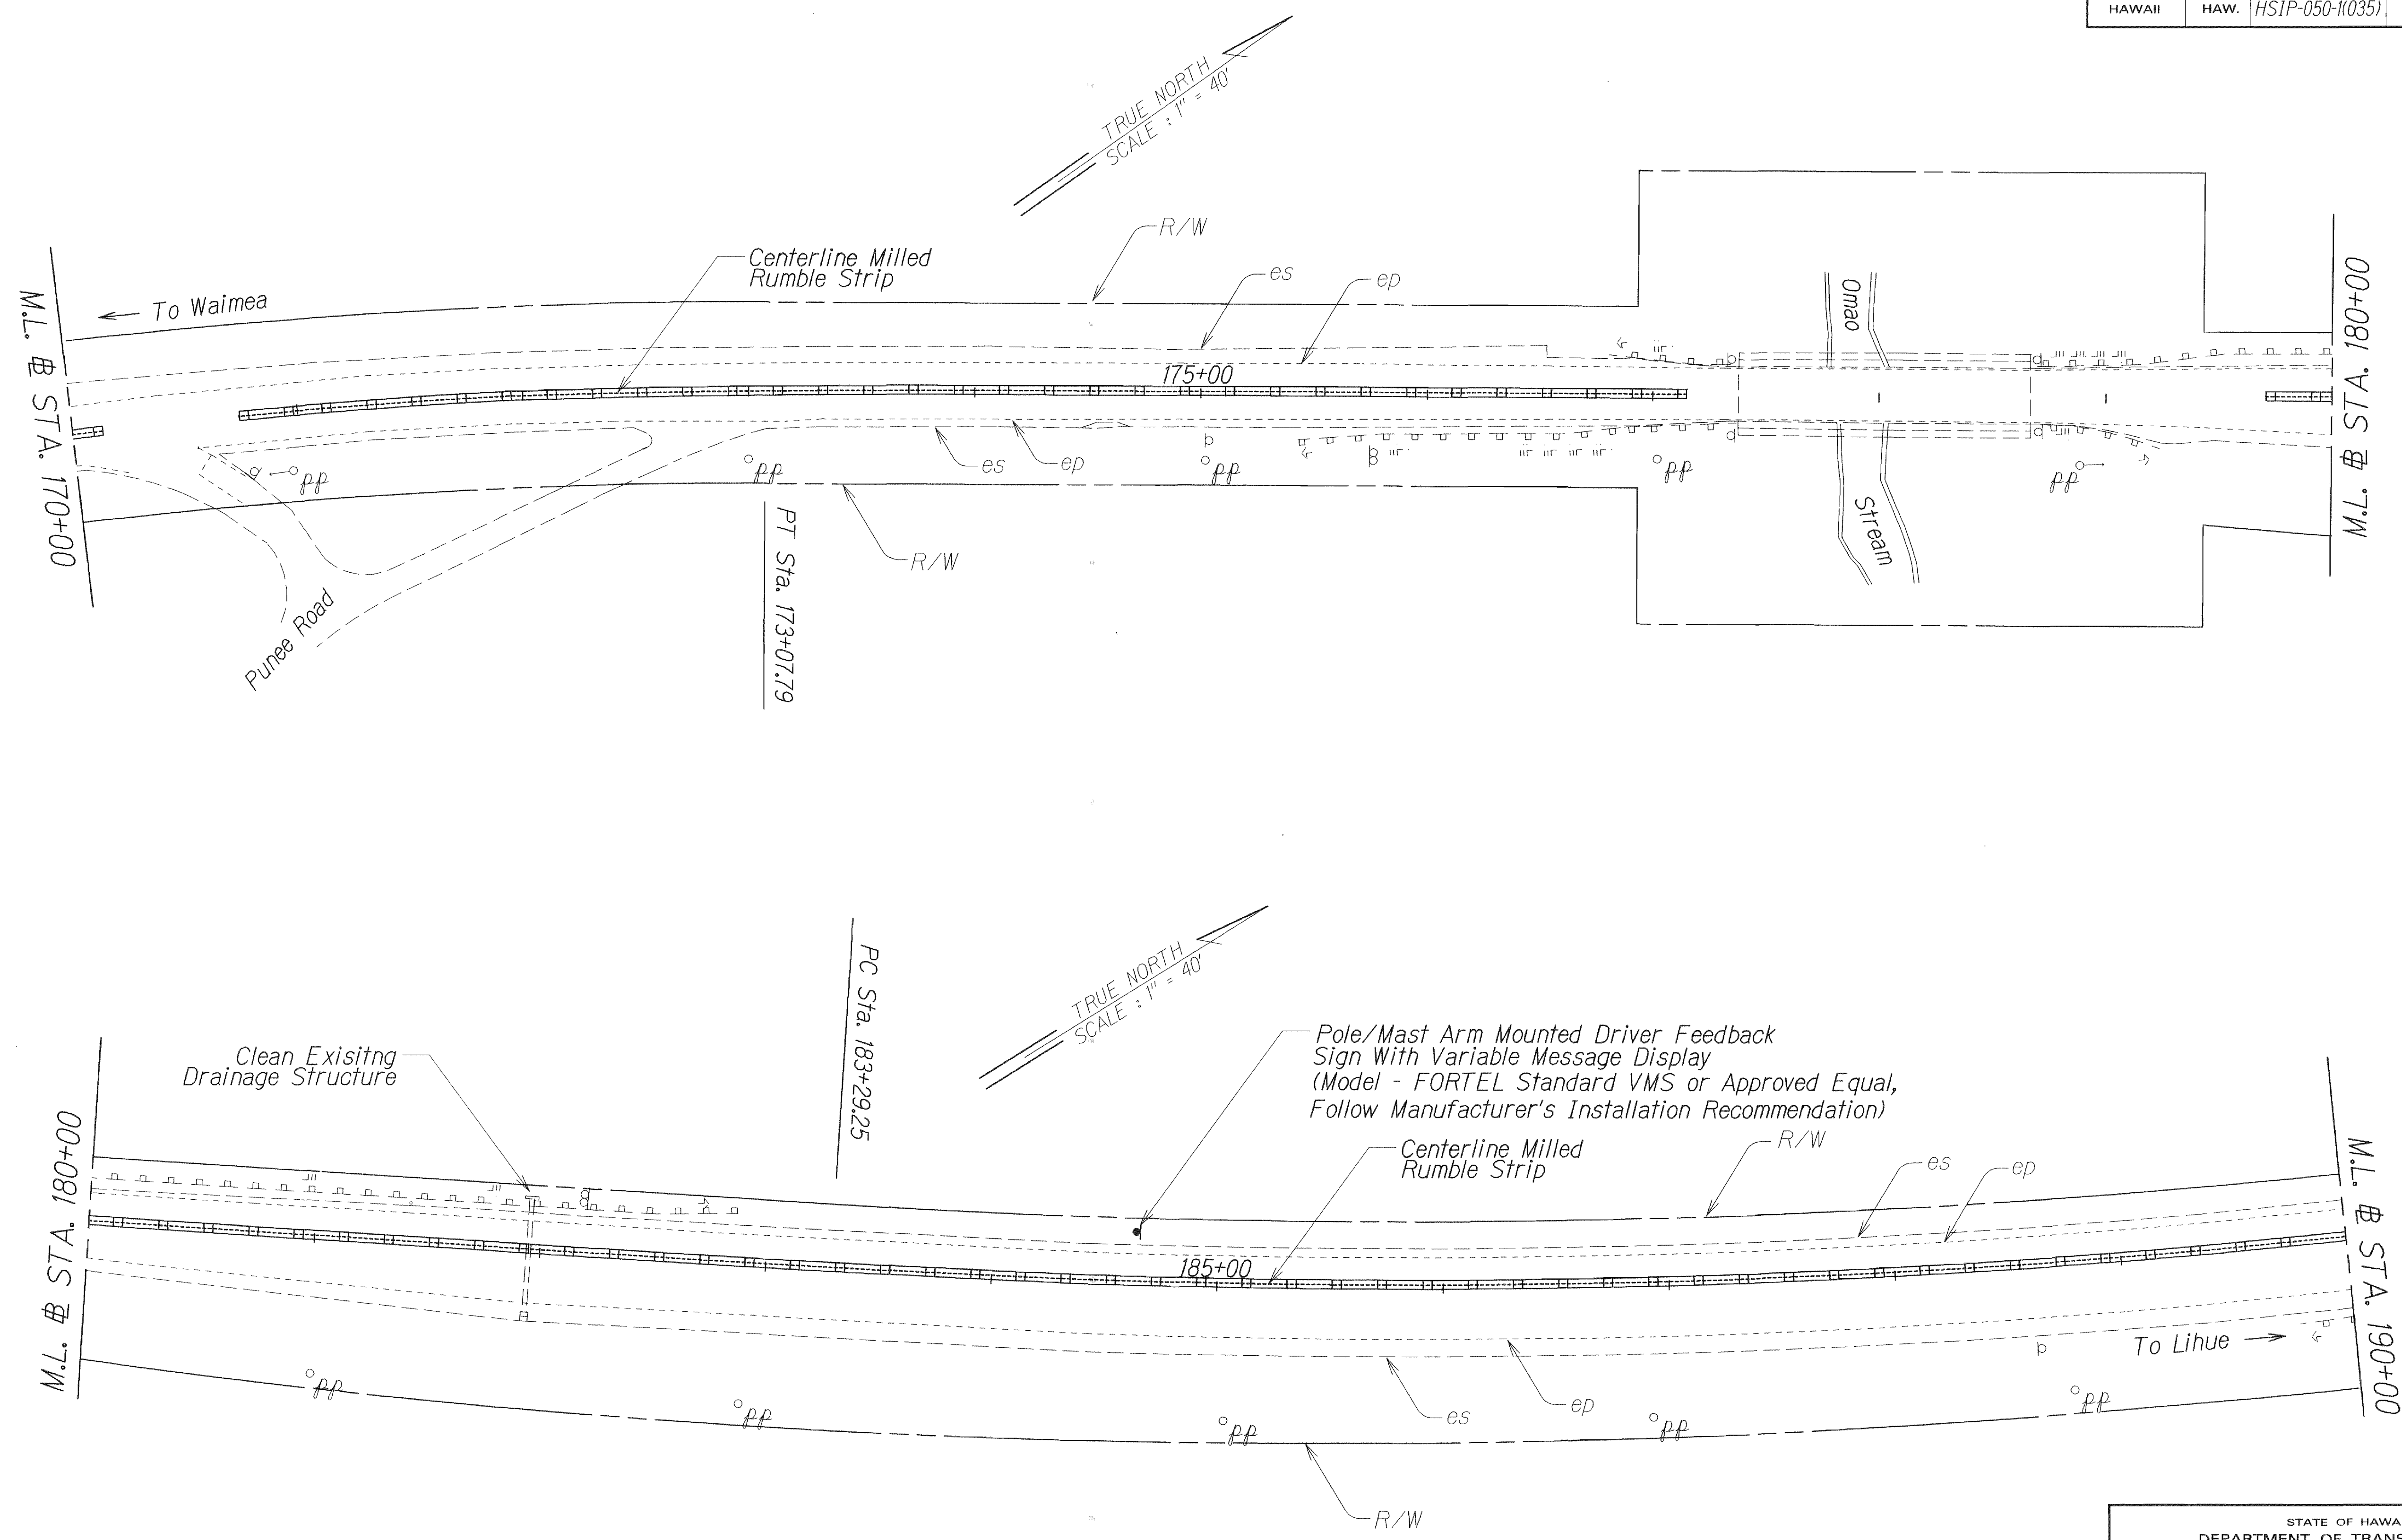 HAWAII HAW. HSIP-050-1(035)
TRUE NORTH
SCALE : 1" = 40'
R/W
Centerline Milled
Rumble Strip
es
ep
To Waimea
Omao
M.L. B STA. 170+00
M.L. B STA. 180+00
175+00
pp
pp
pp
pp
pp
es
ep
R/W
Stream
PT Sta. 173+07.79
Punee Road
TRUE NORTH
SCALE : 1" = 40'
PC Sta. 183+29.25
Clean Exisitng
Drainage Structure
Pole/Mast Arm Mounted Driver Feedback
Sign With Variable Message Display
(Model - FORTEL Standard VMS or Approved Equal,
Follow Manufacturer's Installation Recommendation)
Centerline Milled
Rumble Strip
R/W
es
ep
M.L. B STA. 180+00
M.L. B STA. 190+00
185+00
To Lihue
pp
pp
pp
pp
pp
es
ep
R/W
STATE OF HAWA
DEPARTMENT OF TRANS